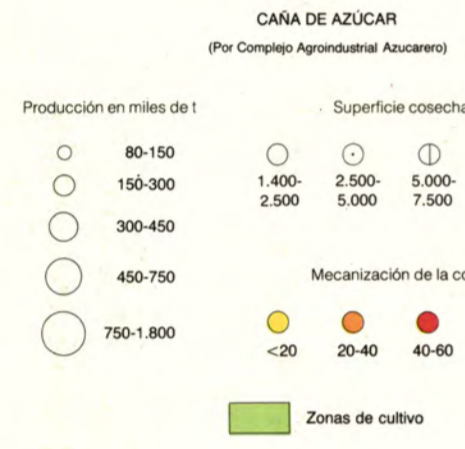 CAÑA DE AZÚCAR
(Por Complejo Agroindustrial Azucarero)
Producción en miles de t
80-150
150-300
300-450
450-750
750-1.800
Superficie cosecha
1.400-2.500
2.500-5.000
5.000-7.500
Mecanización de la co
<20
20-40
40-60
Zonas de cultivo